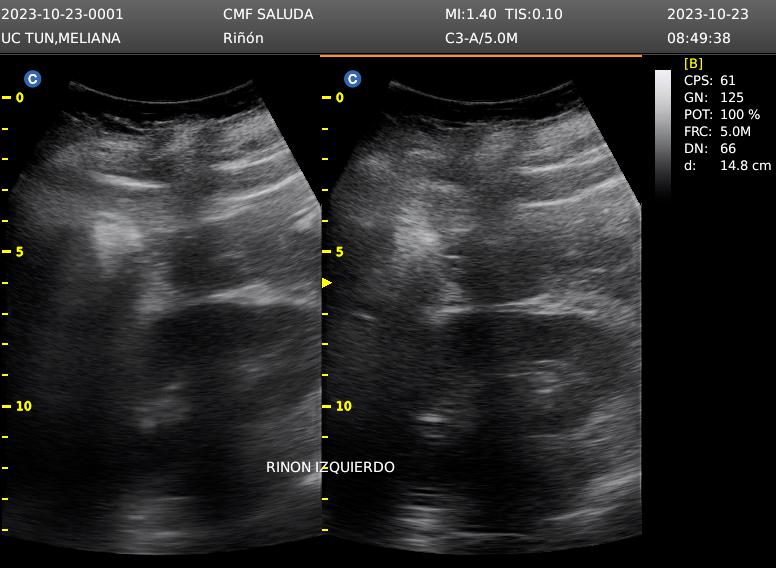 2023-10-23-0001 CMF SALUDA MI:1.40 TIS:0.10 2023-10-23
UC TUN,MELIANA Riñón C3-A/5.0M 08:49:38
C C [B]
0 0 CPS: 61
GN: 125
POT: 100 %
FRC: 5.0M
DN: 66
d: 14.8 cm
5 5
10 10
RINON IZQUIERDO